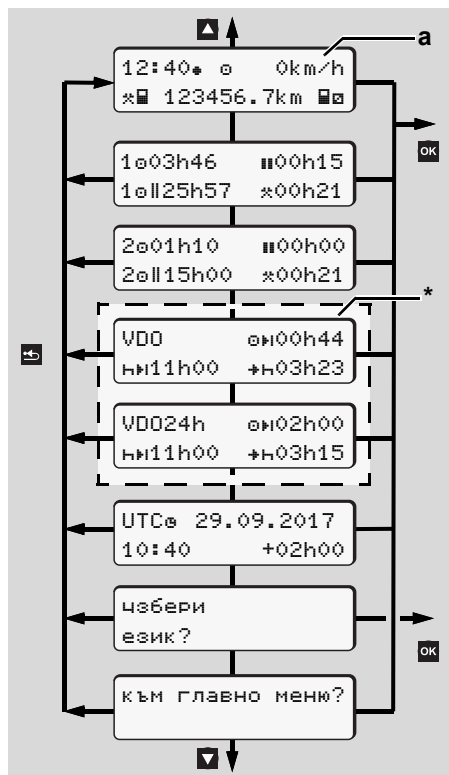 a
12:40 0km/h
123456.7km
OK
1 03h46 00h15
1 25h57 00h21
2 01h10 00h00
2 15h00 00h21
*
VDO 00h44
11h00 03h23
VDO24h 02h00
11h00 03h15
UTC 29.09.2017
10:40 +02h00
избери
език?
OK
към главно меню?